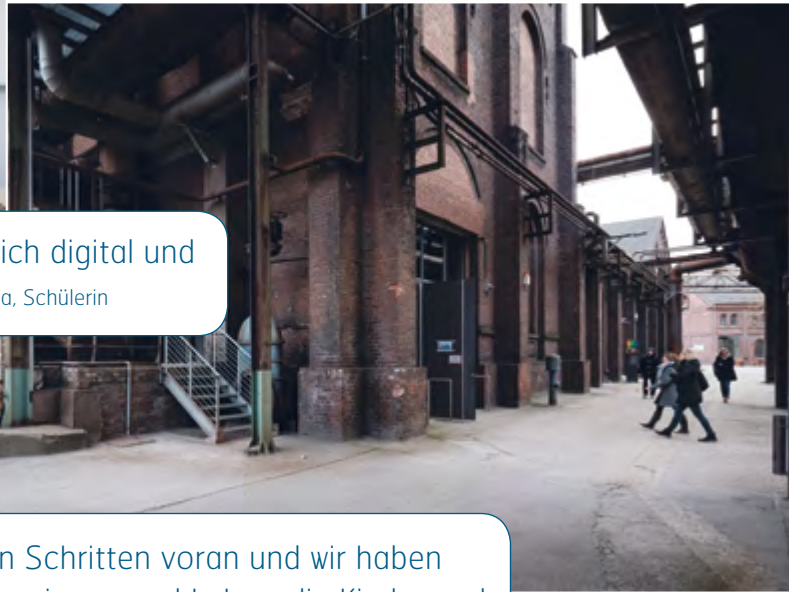 ich digital und
a, Schülerin
n Schritten voran und wir haben